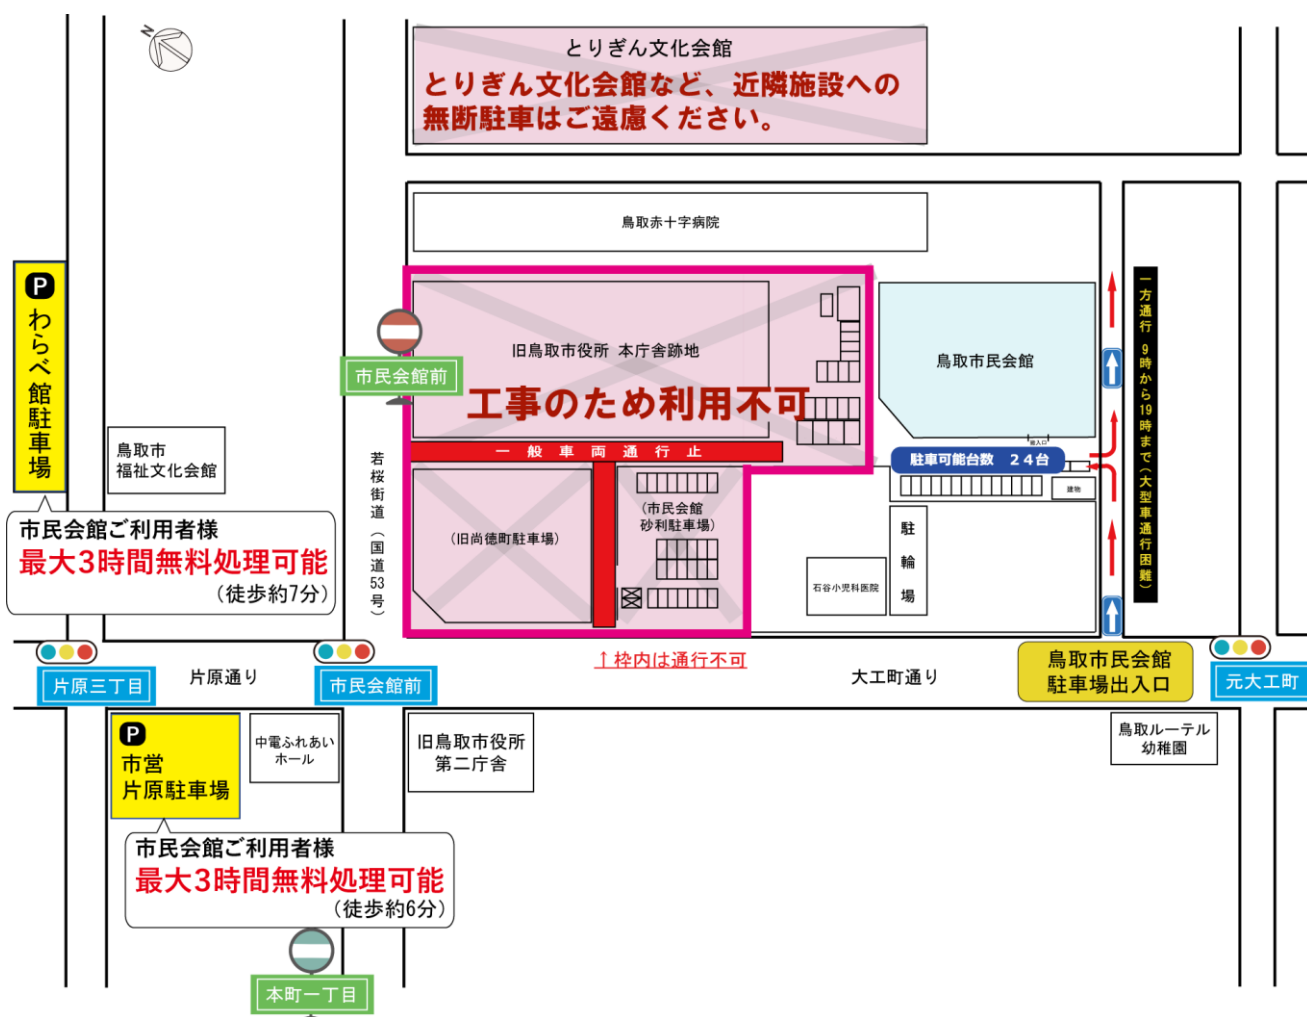 N
とりぎん文化会館
とりぎん文化会館など、近隣施設への
無断駐車はご遠慮ください。
鳥取赤十字病院
P
わらべ館駐車場
市民会館ご利用者様
最大3時間無料処理可能
（徒歩約7分）
鳥取市
福祉文化会館
市民会館前
若桜街道（国道53号）
旧鳥取市役所 本庁舎跡地
工事のため利用不可
一般車両通行止
（旧尚徳町駐車場）
（市民会館
砂利駐車場）
鳥取市民会館
出入口
駐車可能台数 24台
建物
駐輪場
石谷小児科医院
一方通行 9時から19時まで（大型車通行困難）
↑枠内は通行不可
大工町通り
鳥取市民会館
駐車場出入口
元大工町
片原三丁目
片原通り
市民会館前
P
市営
片原駐車場
中電ふれあい
ホール
旧鳥取市役所
第二庁舎
鳥取ルーテル
幼稚園
市民会館ご利用者様
最大3時間無料処理可能
（徒歩約6分）
本町一丁目